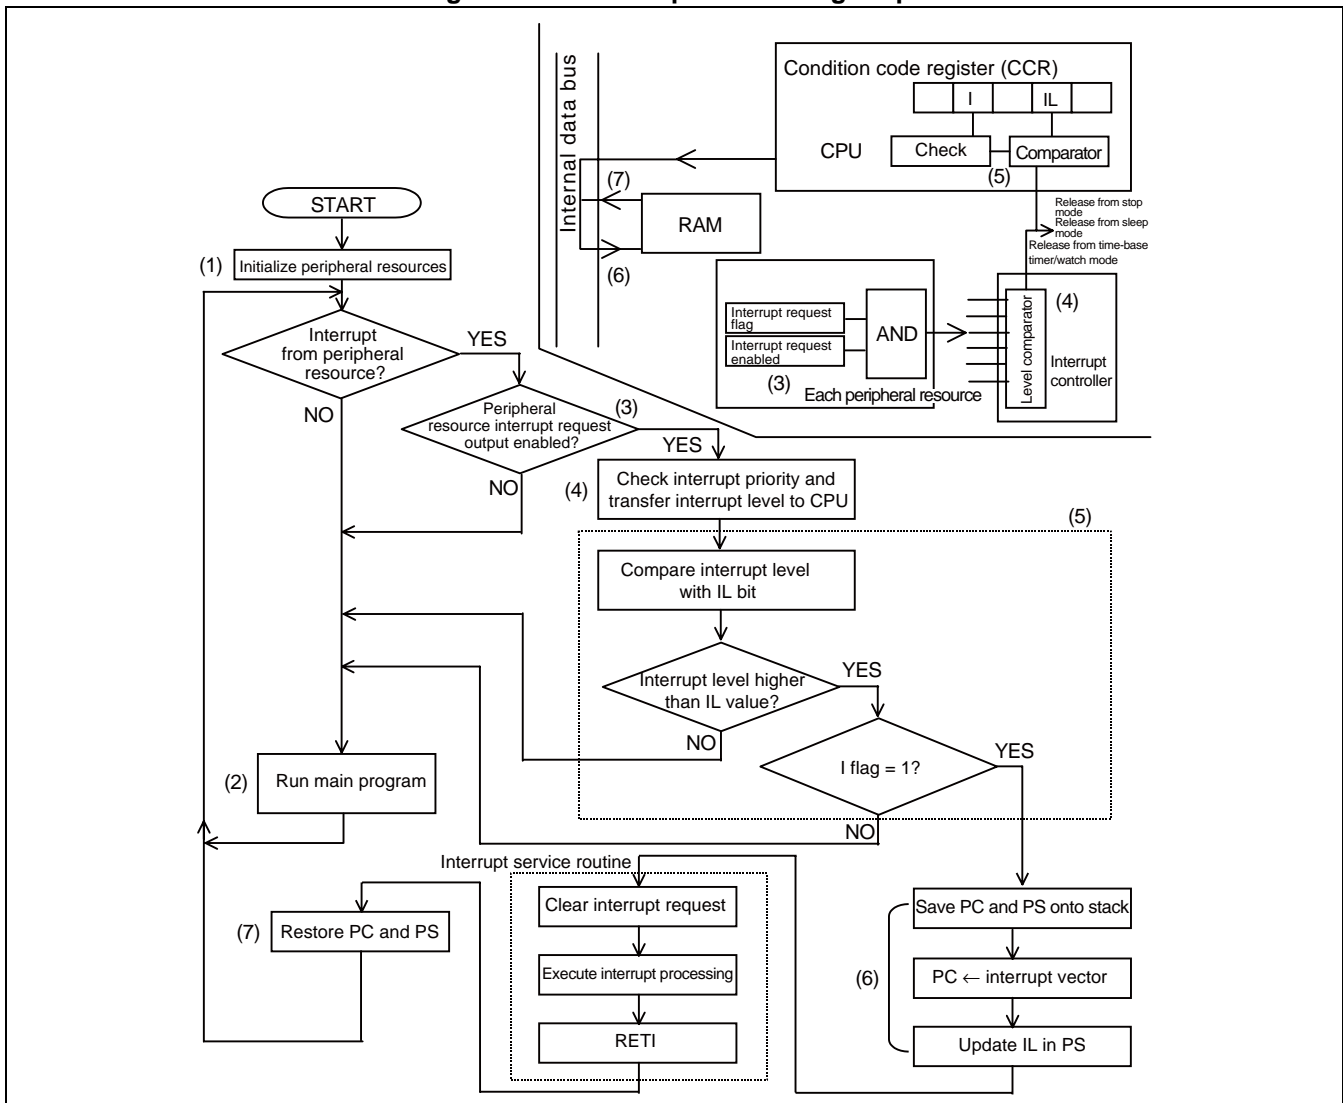 Condition code register (CCR)
I
IL
CPU
Check
Comparator
(5)
Internal data bus
(7)
RAM
(6)
Release from stop
mode
Release from sleep
mode
Release from time-base
timer/watch mode
Interrupt request
flag
Interrupt request
enabled
AND
(3)
Each peripheral resource
Level comparator
(4)
Interrupt
controller
START
(1)
Initialize peripheral resources
Interrupt
from peripheral
resource?
YES
NO
Peripheral
resource interrupt request
output enabled?
(3)
YES
NO
(4)
Check interrupt priority and
transfer interrupt level to CPU
(5)
Compare interrupt level
with IL bit
Interrupt level higher
than IL value?
YES
NO
I flag = 1?
YES
NO
(2)
Run main program
Interrupt service routine
Clear interrupt request
Execute interrupt processing
RETI
(7)
Restore PC and PS
Save PC and PS onto stack
(6)
PC ← interrupt vector
Update IL in PS